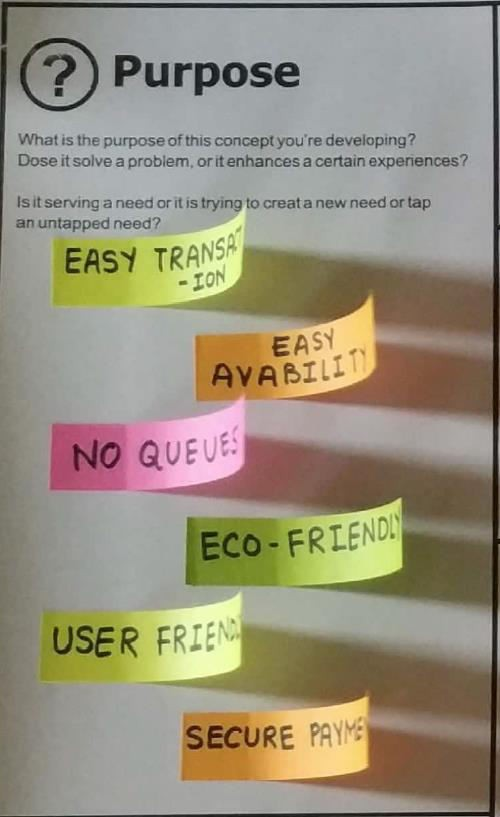 ? Purpose
What is the purpose of this concept you're developing?
Dose it solve a problem, or it enhances a certain experiences?
Is it serving a need or it is trying to creat a new need or tap
an untapped need?
EASY TRANSACT
-ION
EASY
AVABILITY
NO QUEUES
ECO-FRIENDLY
USER FRIENDL
SECURE PAYME